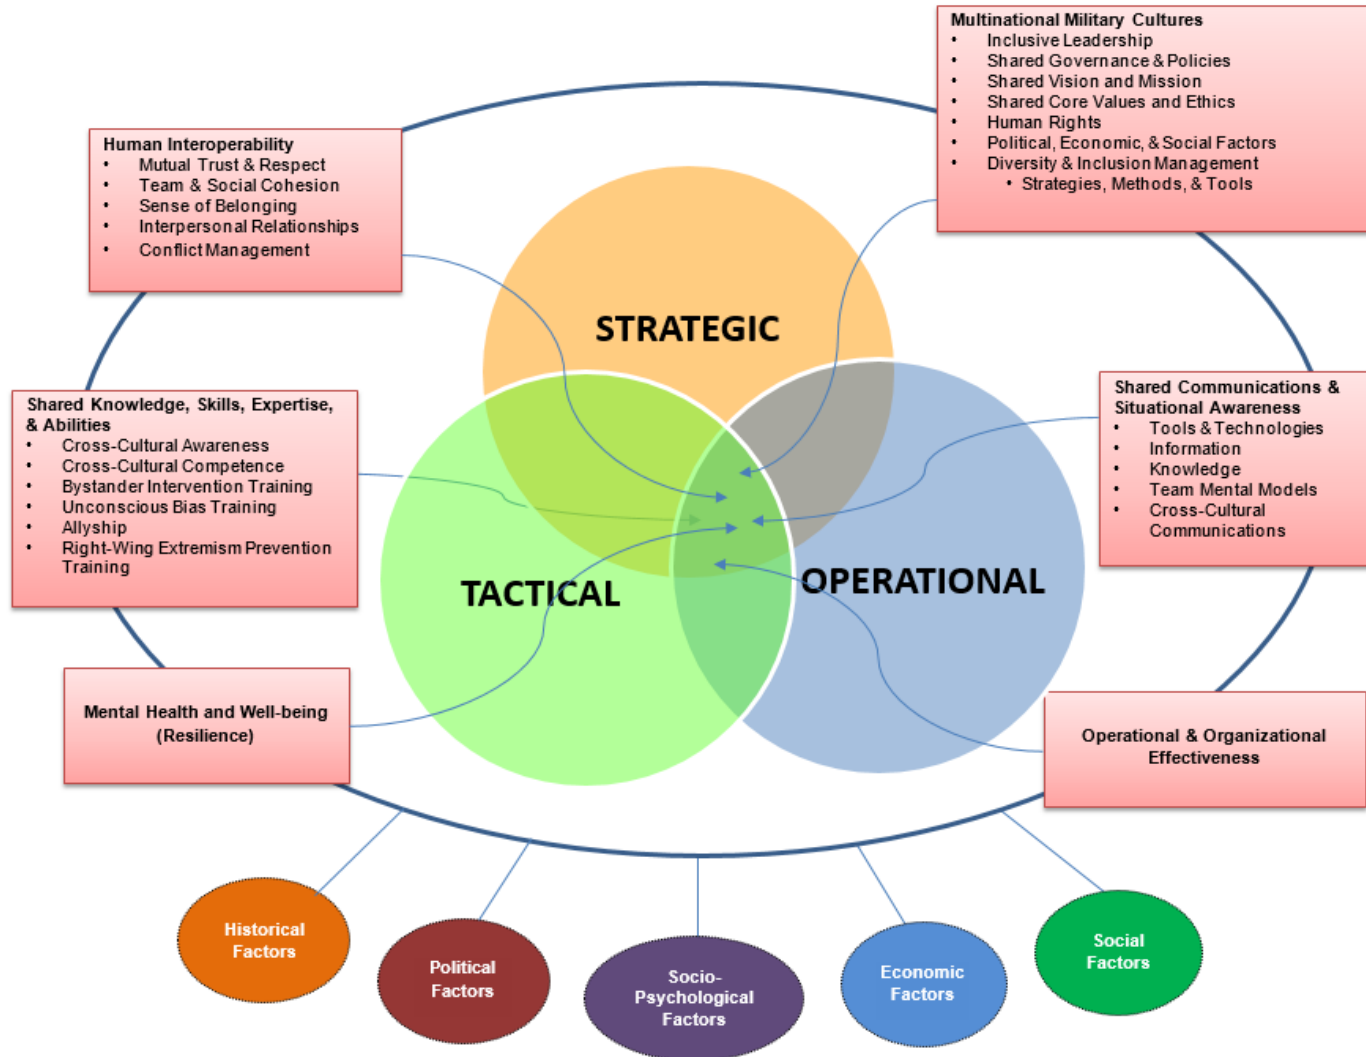 Multinational Military Cultures
• Inclusive Leadership
• Shared Governance & Policies
• Shared Vision and Mission
• Shared Core Values and Ethics
• Human Rights
• Political, Economic, & Social Factors
• Diversity & Inclusion Management
• Strategies, Methods, & Tools
Human Interoperability
• Mutual Trust & Respect
• Team & Social Cohesion
• Sense of Belonging
• Interpersonal Relationships
• Conflict Management
STRATEGIC
Shared Knowledge, Skills, Expertise,
& Abilities
• Cross-Cultural Awareness
• Cross-Cultural Competence
• Bystander Intervention Training
• Unconscious Bias Training
• Allyship
• Right-Wing Extremism Prevention
Training
Shared Communications &
Situational Awareness
• Tools & Technologies
• Information
• Knowledge
• Team Mental Models
• Cross-Cultural
Communications
TACTICAL
OPERATIONAL
Mental Health and Well-being
(Resilience)
Operational & Organizational
Effectiveness
Historical
Factors
Political
Factors
Socio-
Psychological
Factors
Economic
Factors
Social
Factors